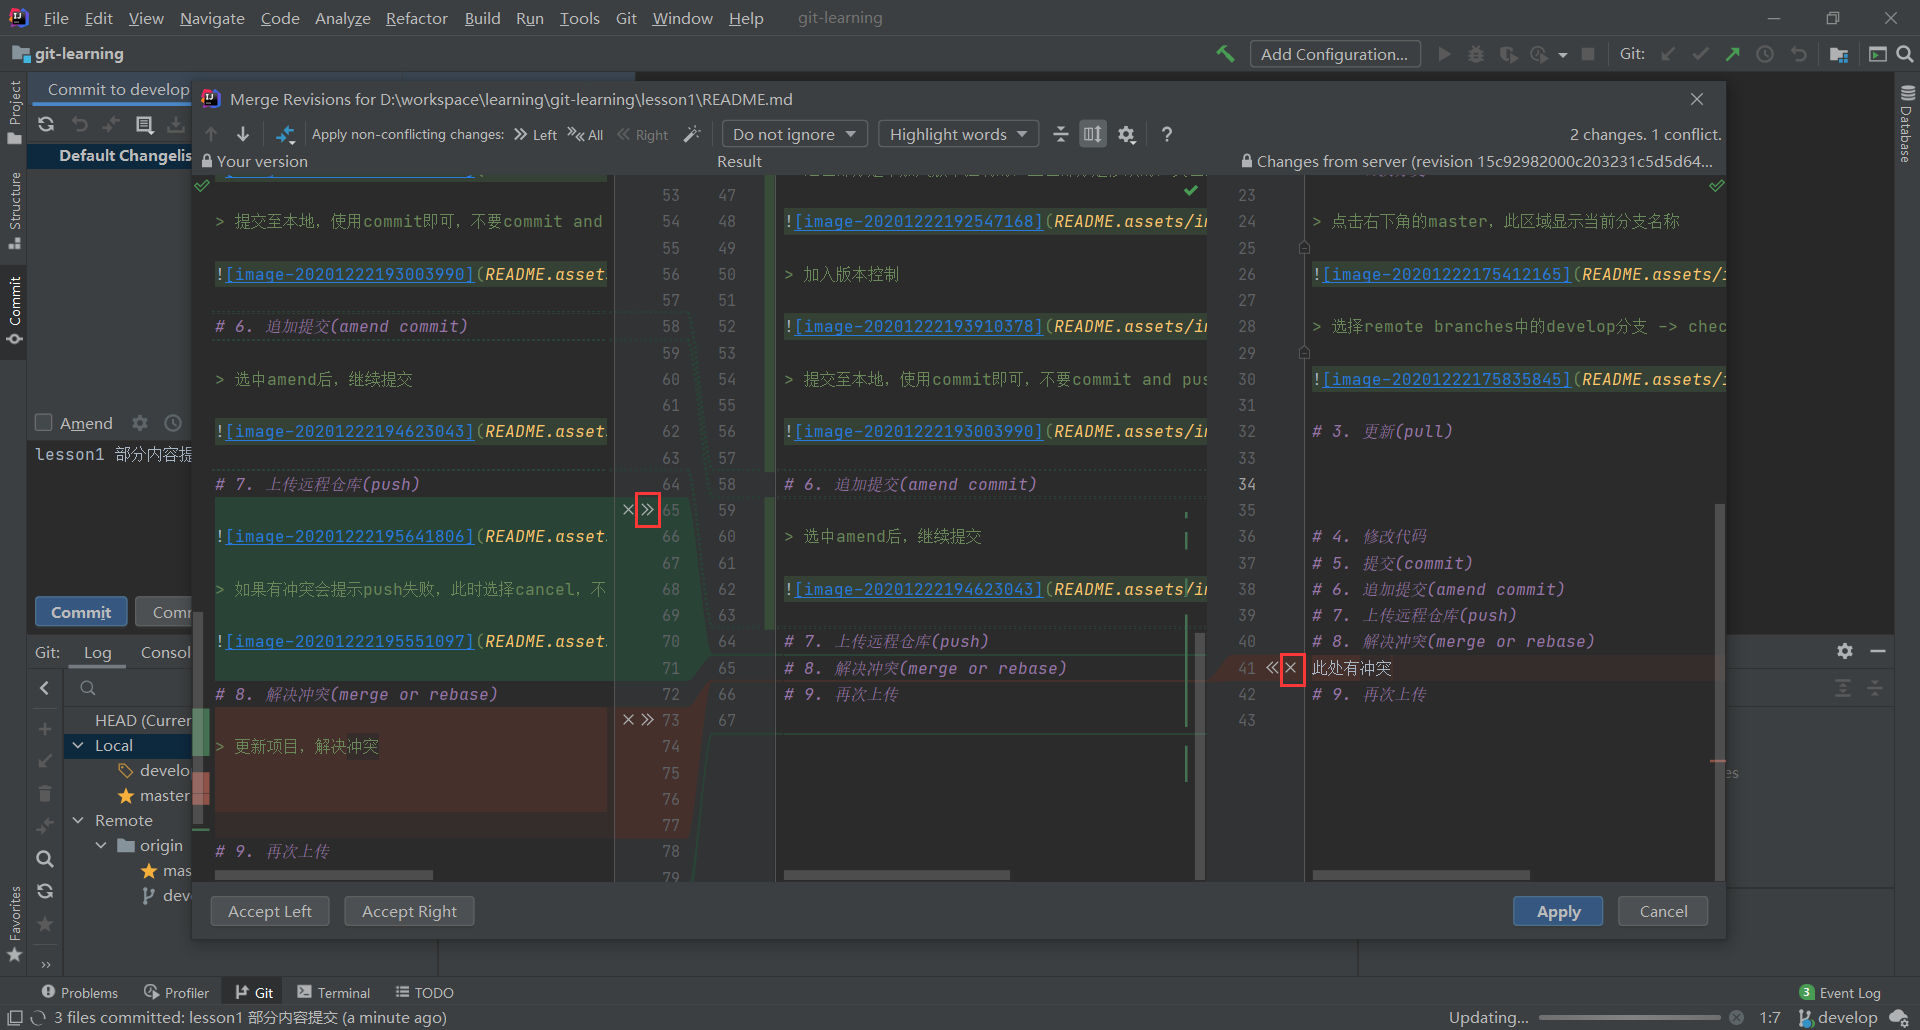 File Edit View Navigate Code Analyze Refactor Build Run Tools Git Window Help git-learning
git-learning
Add Configuration...
Git:
Commit to develop
Default Changelis
Amend
lesson1 部分内容提
Commit
Comm
Project
Structure
Commit
Favorites
Database
Merge Revisions for D:\workspace\learning\git-learning\lesson1\README.md
Apply non-conflicting changes:
Left
All
Right
Do not ignore
Highlight words
?
2 changes. 1 conflict.
Your version
Result
Changes from server (revision 15c92982000c203231c5d5d64...
53
> 提交至本地，使用commit即可，不要commit and 54
55
![image-20201222193003990](README.asset. 56
57
# 6. 追加提交(amend commit) 58
59
> 选中amend后，继续提交 60
61
![image-20201222194623043](README.asset. 62
63
# 7. 上传远程仓库(push) 64
65
![image-20201222195641806](README.asset. 66
67
> 如果有冲突会提示push失败，此时选择cancel，不 68
69
![image-20201222195551097](README.asset. 70
71
# 8. 解决冲突(merge or rebase) 72
73
> 更新项目，解决冲突 74
75
76
77
# 9. 再次上传 78
79
47
48 ![image-20201222192547168](README.assets/i
49
50 > 加入版本控制
51
52 ![image-20201222193910378](README.assets/i
53
54 > 提交至本地，使用commit即可，不要commit and pus
55
56 ![image-20201222193003990](README.assets/i
57
58 # 6. 追加提交(amend commit)
59
60 > 选中amend后，继续提交
61
62 ![image-20201222194623043](README.assets/i
63
64 # 7. 上传远程仓库(push)
65 # 8. 解决冲突(merge or rebase)
66 # 9. 再次上传
67
23
24 > 点击右下角的master，此区域显示当前分支名称
25
26 ![image-20201222175412165](README.assets/i
27
28 > 选择remote branches中的develop分支 -> chec
29
30 ![image-20201222175835845](README.assets/i
31
32 # 3. 更新(pull)
33
34
35
36 # 4. 修改代码
37 # 5. 提交(commit)
38 # 6. 追加提交(amend commit)
39 # 7. 上传远程仓库(push)
40 # 8. 解决冲突(merge or rebase)
41 此处有冲突
42 # 9. 再次上传
43
Accept Left
Accept Right
Apply
Cancel
Git: Log Consol
HEAD (Currer
Local
develo
master
Remote
origin
mas
dev
es
Problems Profiler Git Terminal TODO
3 Event Log
3 files committed: lesson1 部分内容提交 (a minute ago)
Updating... 1:7 develop